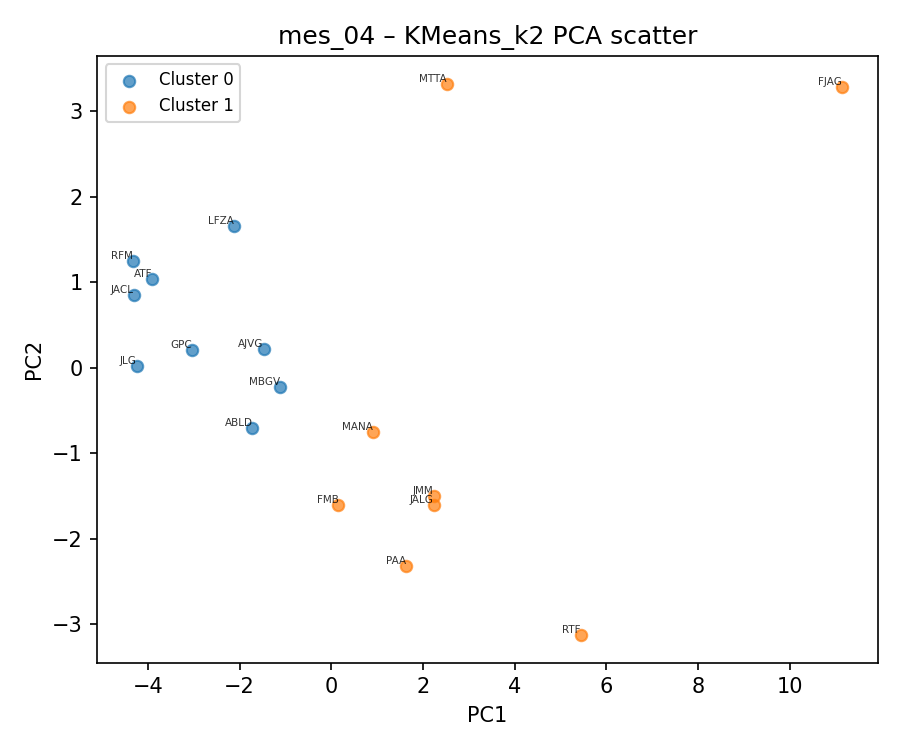 mes_04 – KMeans_k2 PCA scatter
Cluster 0
Cluster 1
MTTA
FJAG
LFZA
RFM
ATF
JACL
GPC
AJVG
JLG
MBGV
ABLD
MANA
JMM
FMB
JALG
PAA
RTF
3
2
1
0
−1
−2
−3
PC2
−4 −2 0 2 4 6 8 10
PC1